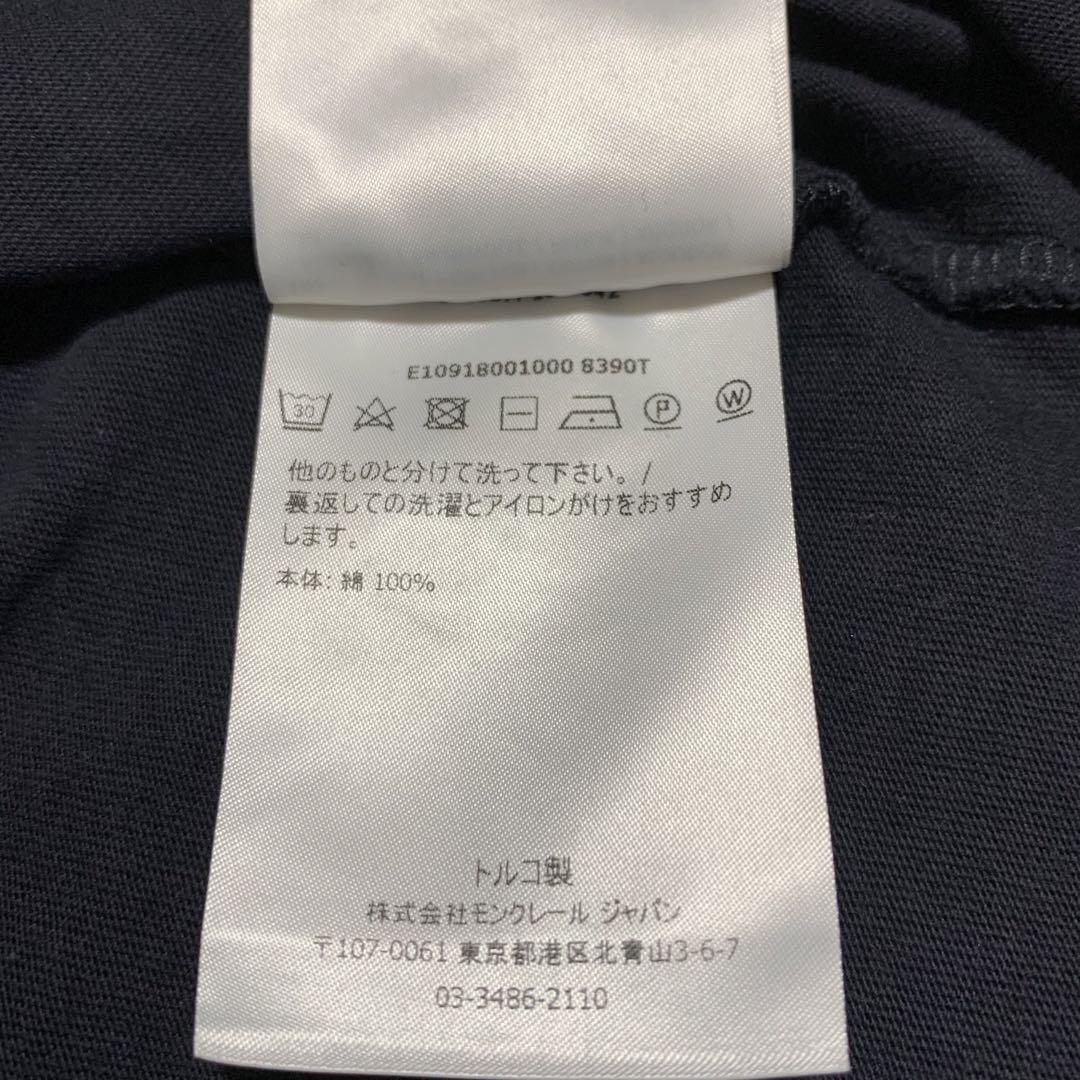 E10918001000 8390T
30 P W
他のものと分けて洗って下さい。/
裏返しての洗濯とアイロンがけをおすすめ
します。
本体: 綿 100%
トルコ製
株式会社モンクレール ジャパン
〒107-0061 東京都港区北青山3-6-7
03-3486-2110